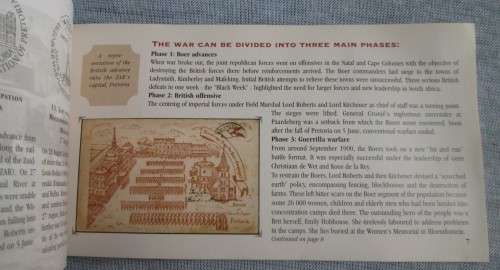 THE WAR CAN BE DIVIDED INTO THREE MAIN PHASES:
Phase 1: Boer advances
When war broke out, the joint republican forces went on offensives in the Natal and Cape Colonies with the objective of
destroying the British forces there before reinforcements arrived. The Boer commanders laid siege to the towns of
Ladysmith, Kimberley and Mafeking. Initial British attempts to relieve these towns were unsuccessful. Three serious British
defeats in one week - the 'Black Week' - highlighted the need for larger forces and new leadership in South Africa.
Phase 2: British offensive
The centring of imperial forces under Field Marshal Lord Roberts and Lord Kitchener as chief of staff was a turning point.
The sieges were lifted. General Cronjé's inglorious surrender at
Paardeberg was a setback from which the Boers never recovered. Soon
after the fall of Pretoria on 5 June, conventional warfare ended.
Phase 3: Guerrilla warfare
From around September 1900, the Boers took on a new 'hit and run'
battle format. It was especially successful under the leadership of
Christiaan de Wet and Koos de la Rey.
To restrain the Boers, Lord Roberts and then Kitchener devised a 'scorched
earth' policy, encompassing fencing, blockhouses and the destruction of
farms. These left bitter scars on the Boer segment of the population because
some 26 000 women, children and elderly men who had been herded into
concentration camps died there. The outstanding hero of the people was a
Brit herself, Emily Hobhouse. She tirelessly laboured to address problems
in the camps. She lies buried at the Women's Memorial in Bloemfontein.
Continued on page 8
7
A repre-
sentation of the
British advance
onto the ZAR's
capital, Pretoria